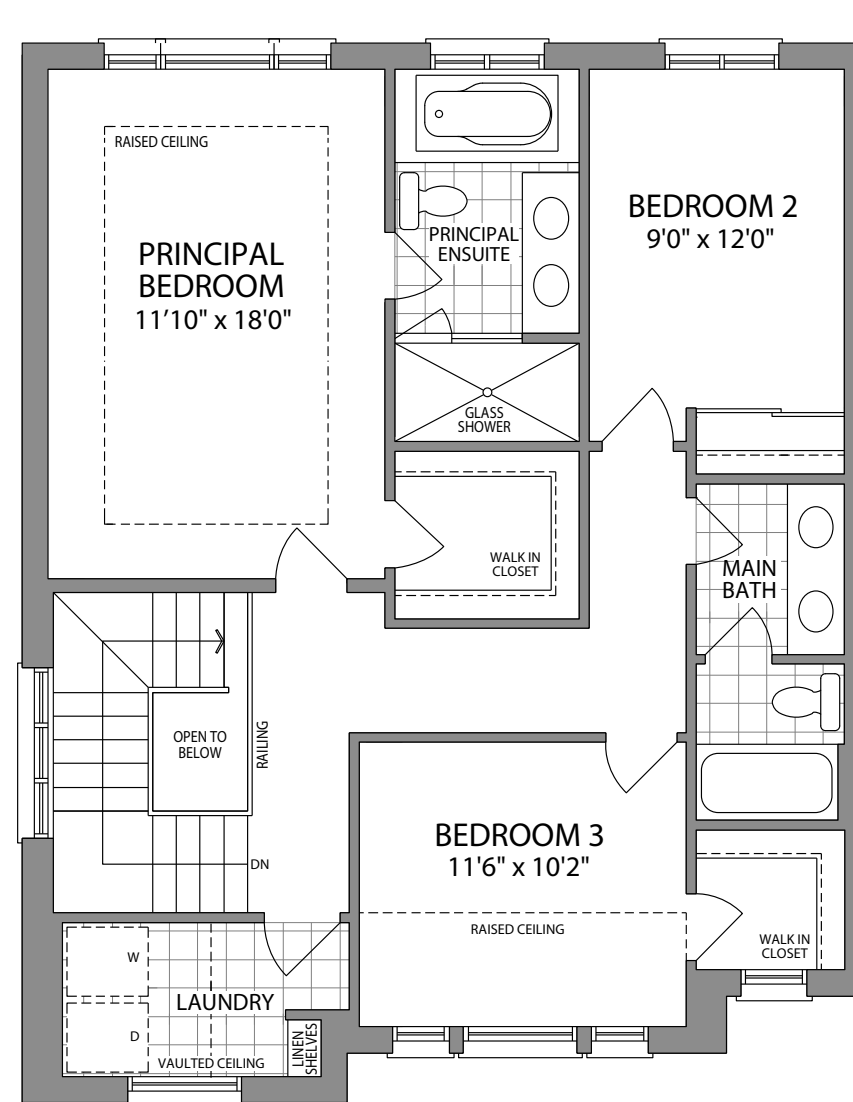 RAISED CEILING
PRINCIPAL
BEDROOM
11’10" x 18'0"
PRINCIPAL
ENSUITE
BEDROOM 2
9'0" x 12'0"
GLASS
SHOWER
WALK IN
CLOSET
MAIN
BATH
OPEN TO
BELOW
RAILING
DN
BEDROOM 3
11'6" x 10'2"
RAISED CEILING
WALK IN
CLOSET
W
LAUNDRY
D
VAULTED CEILING
LINEN
SHELVES